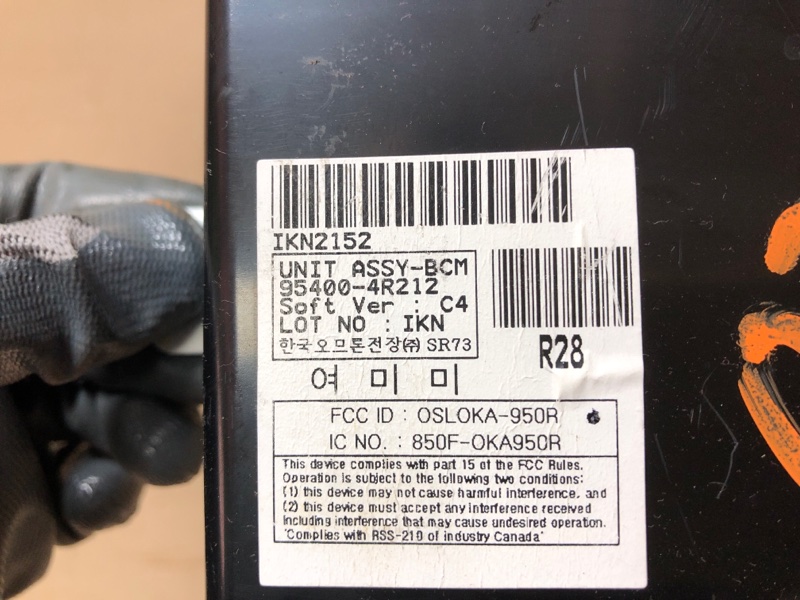 IKN2152
UNIT ASSY-BCM
95400-4R212
Soft Ver : C4
LOT NO : IKN
한국오므론전장㈜ SR73
R28
여 미 미
FCC ID : OSLOKA-950R
IC NO. : 850F-OKA950R
This device complies with part 15 of the FCC Rules.
Operation is subject to the following two conditions:
(1) this device may not cause harmful interference, and
(2) this device must accept any interference received
including interference that may cause undesired operation.
"Complies with RSS-210 of industry Canada"